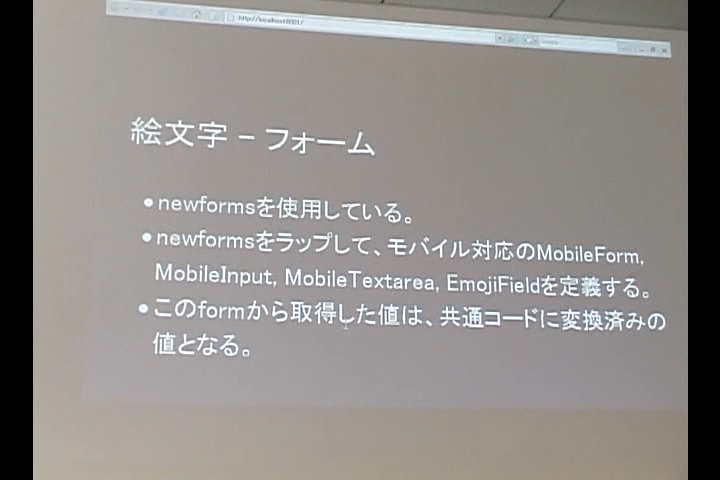 http://localhost:8001/
絵文字 – フォーム
●newformsを使用している。
●newformsをラップして、モバイル対応のMobileForm,
MobileInput, MobileTextarea, EmojiFieldを定義する。
●このformから取得した値は、共通コードに変換済みの
値となる。